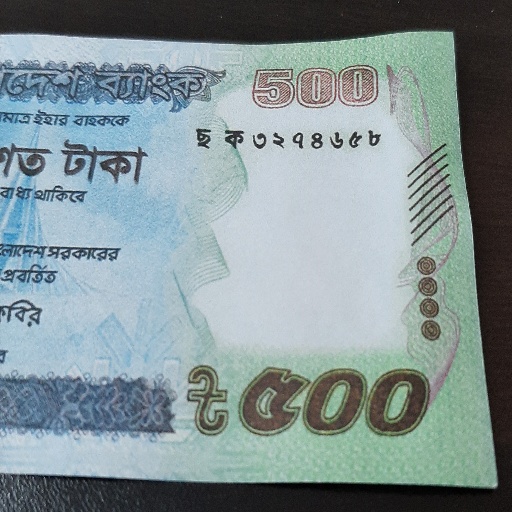 দেশ ব্যাংক
500
মাত্র ইহার বাহককে
ছ ক ৩২৭৪৬৫৮
শত টাকা
বাধ্য থাকিবে
লাদেশ সরকারের
প্রবর্তিত
কবির
র
৳৫০০